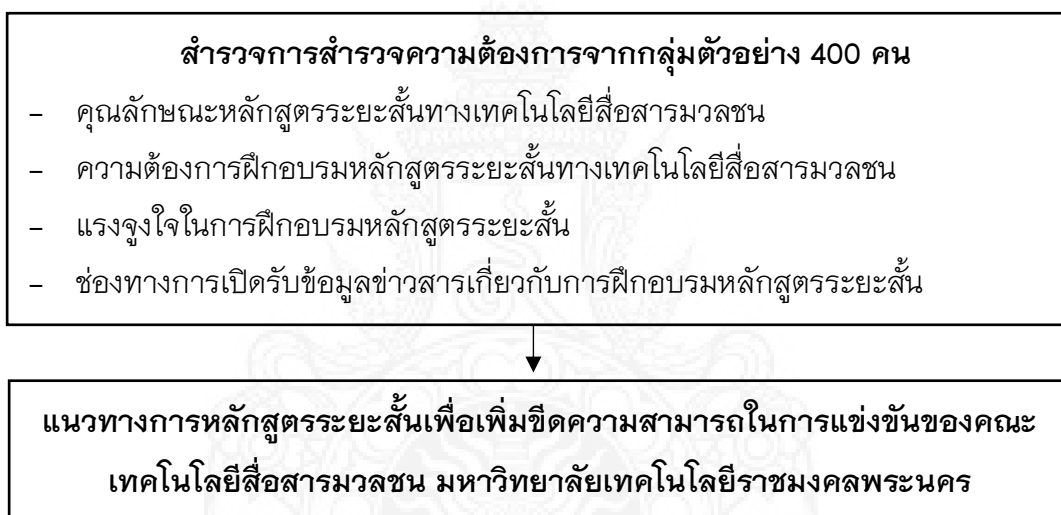 สำรวจการสำรวจความต้องการจากกลุ่มตัวอย่าง 400 คน
– คุณลักษณะหลักสูตรระยะสั้นทางเทคโนโลยีสื่อสารมวลชน
– ความต้องการฝึกอบรมหลักสูตรระยะสั้นทางเทคโนโลยีสื่อสารมวลชน
– แรงจูงใจในการฝึกอบรมหลักสูตรระยะสั้น
– ช่องทางการเปิดรับข้อมูลข่าวสารเกี่ยวกับการฝึกอบรมหลักสูตรระยะสั้น
แนวทางการหลักสูตรระยะสั้นเพื่อเพิ่มขีดความสามารถในการแข่งขันของคณะ
เทคโนโลยีสื่อสารมวลชน มหาวิทยาลัยเทคโนโลยีราชมงคลพระนคร